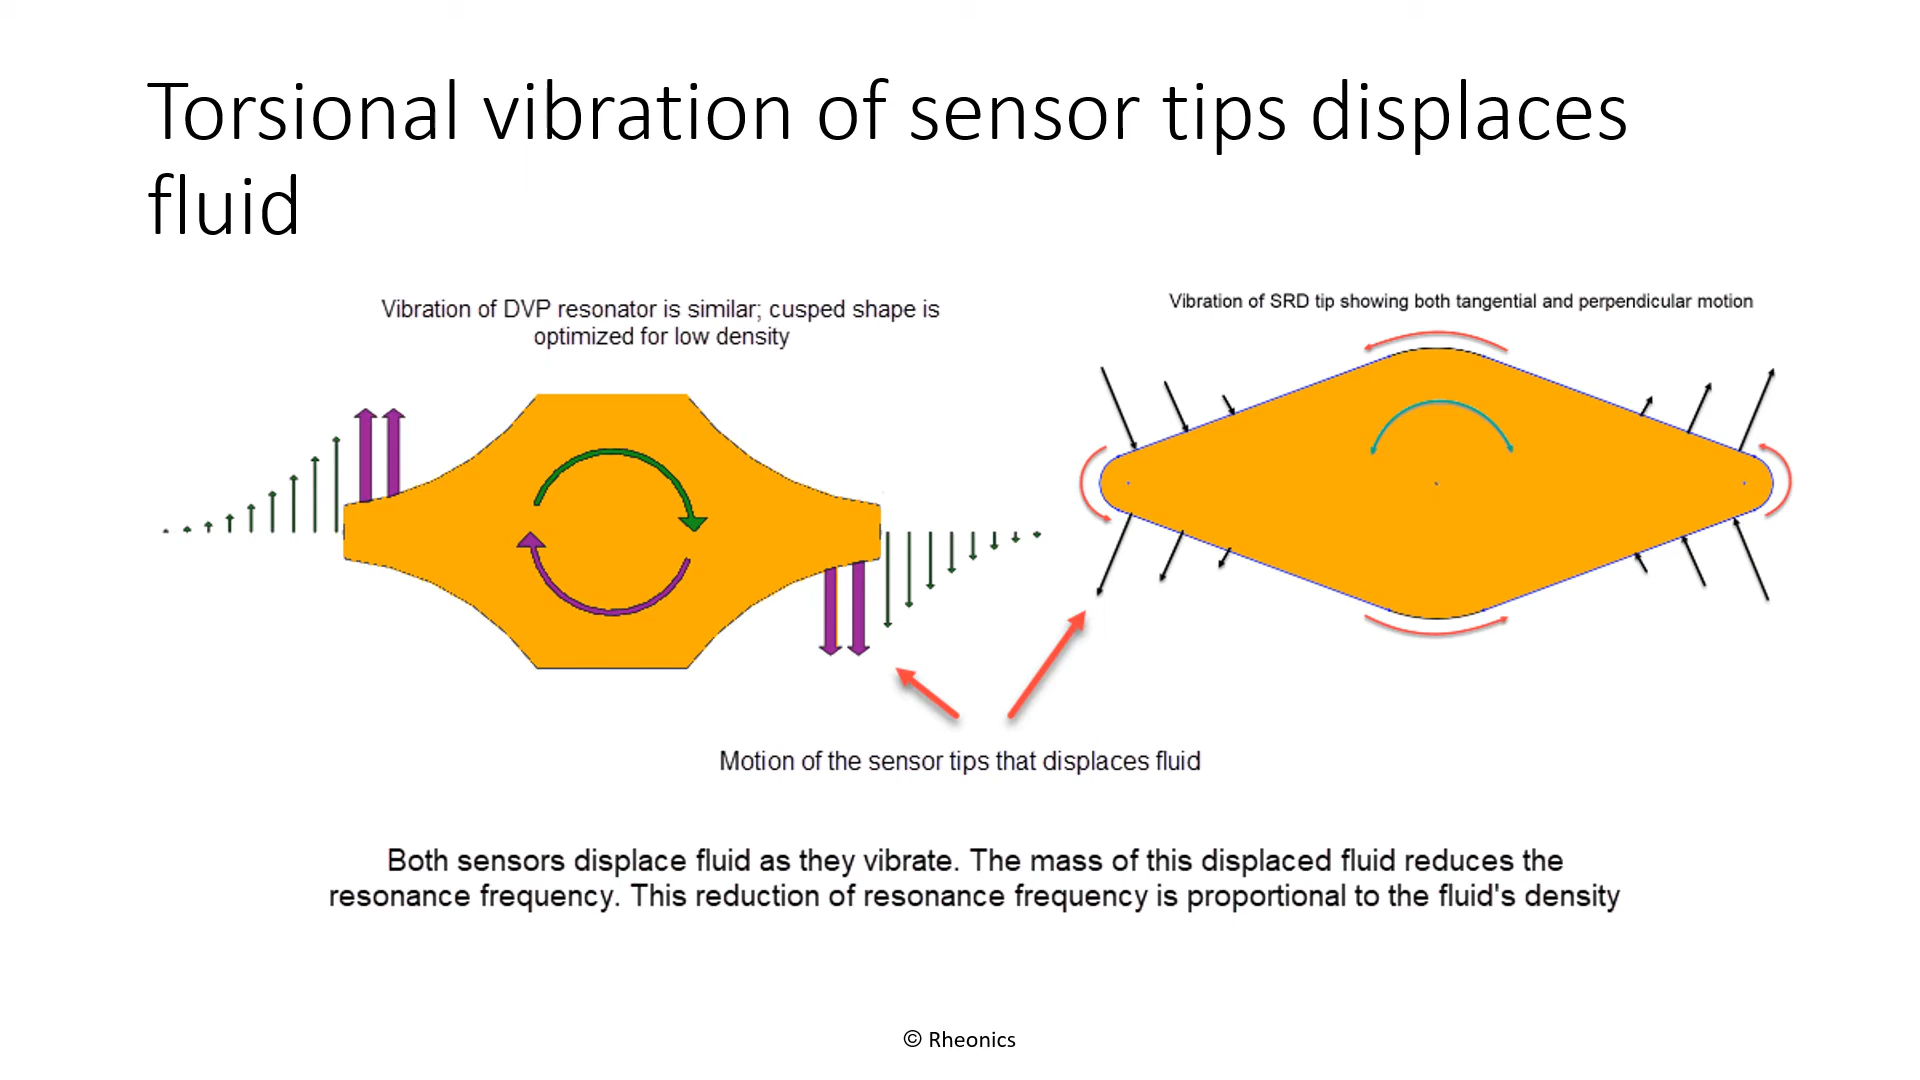 Torsional vibration of sensor tips displaces
fluid
Vibration of DVP resonator is similar; cusped shape is
optimized for low density
Vibration of SRD tip showing both tangential and perpendicular motion
Motion of the sensor tips that displaces fluid
Both sensors displace fluid as they vibrate. The mass of this displaced fluid reduces the
resonance frequency. This reduction of resonance frequency is proportional to the fluid's density
© Rheonics